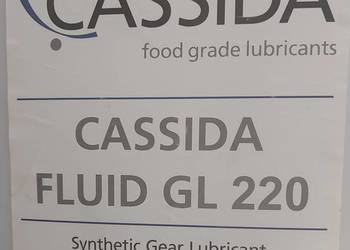 CASSIDA
food grade lubricants
CASSIDA
FLUID GL 220
Synthetic Gear Lubricant